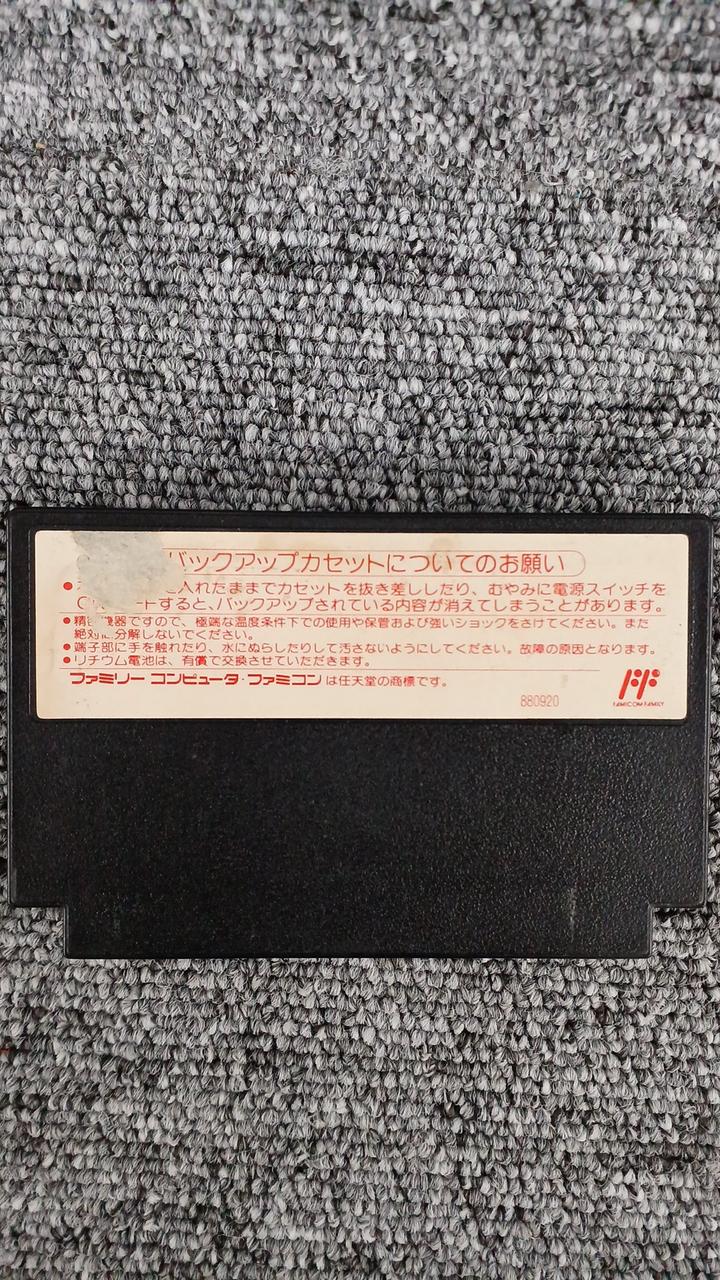 バックアップカセットについてのお願い
● に入れたままでカセットを抜き差ししたり、むやみに電源スイッチを
すると、バックアップされている内容が消えてしまうことがあります。
●精密機器ですので、極端な温度条件下での使用や保管および強いショックをさけてください。また
絶対に分解しないでください。
●端子部に手を触れたり、水にぬらしたりして汚さないようにしてください。故障の原因となります。
●リチウム電池は、有償で交換させていただきます。
ファミリー コンピュータ・ファミコン は任天堂の商標です。
880920
FAMICOM FAMILY